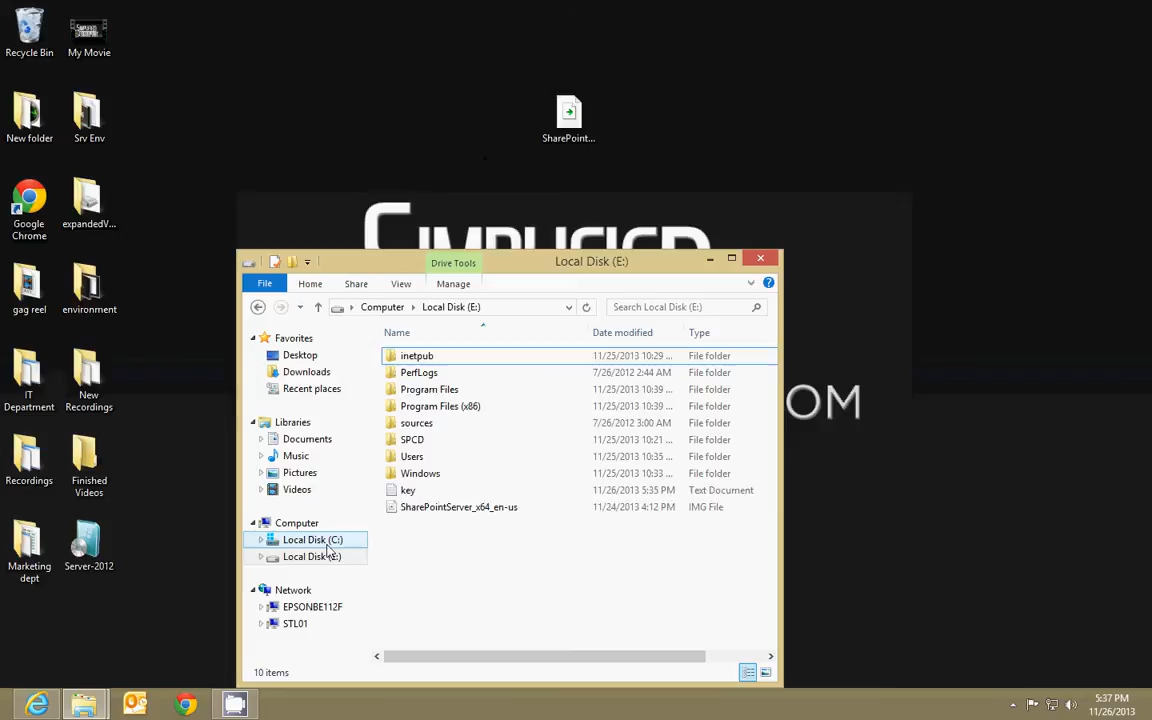 Recycle Bin
My Movie
New folder
Srv Env
Google
Chrome
expandedV...
gag reel
environment
IT
Department
New
Recordings
Recordings
Finished
Videos
Marketing
dept
Server-2012
SharePoint...
SIMPLIFIED
OM
Drive Tools
Local Disk (E:)
File
Home
Share
View
Manage
Computer
Local Disk (E:)
Search Local Disk (E:)
Favorites
Desktop
Downloads
Recent places
Libraries
Documents
Music
Pictures
Videos
Computer
Local Disk (C:)
Local Disk (E:)
Network
EPSONBE112F
STL01
Name Date modified Type
inetpub 11/25/2013 10:29 ... File folder
PerfLogs 7/26/2012 2:44 AM File folder
Program Files 11/25/2013 10:39 ... File folder
Program Files (x86) 11/25/2013 10:39 ... File folder
sources 7/26/2012 3:00 AM File folder
SPCD 11/25/2013 10:21 ... File folder
Users 11/25/2013 10:35 ... File folder
Windows 11/25/2013 10:33 ... File folder
key 11/26/2013 5:35 PM Text Document
SharePointServer_x64_en-us 11/24/2013 4:12 PM IMG File
10 items
5:37 PM
11/26/2013